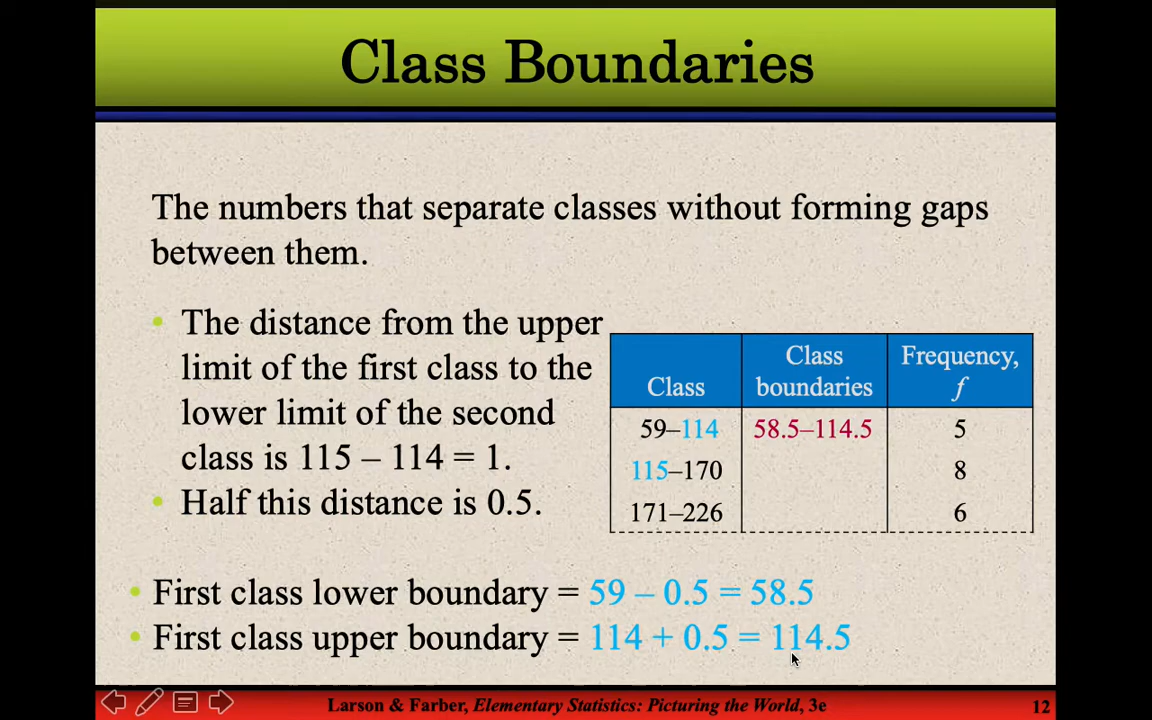 Class Boundaries
The numbers that separate classes without forming gaps
between them.
• The distance from the upper
limit of the first class to the
lower limit of the second
class is 115 – 114 = 1.
• Half this distance is 0.5.
Class | Class boundaries | Frequency, f
59–114 | 58.5–114.5 | 5
115–170 | | 8
171–226 | | 6
• First class lower boundary = 59 – 0.5 = 58.5
• First class upper boundary = 114 + 0.5 = 114.5
Larson & Farber, Elementary Statistics: Picturing the World, 3e
12